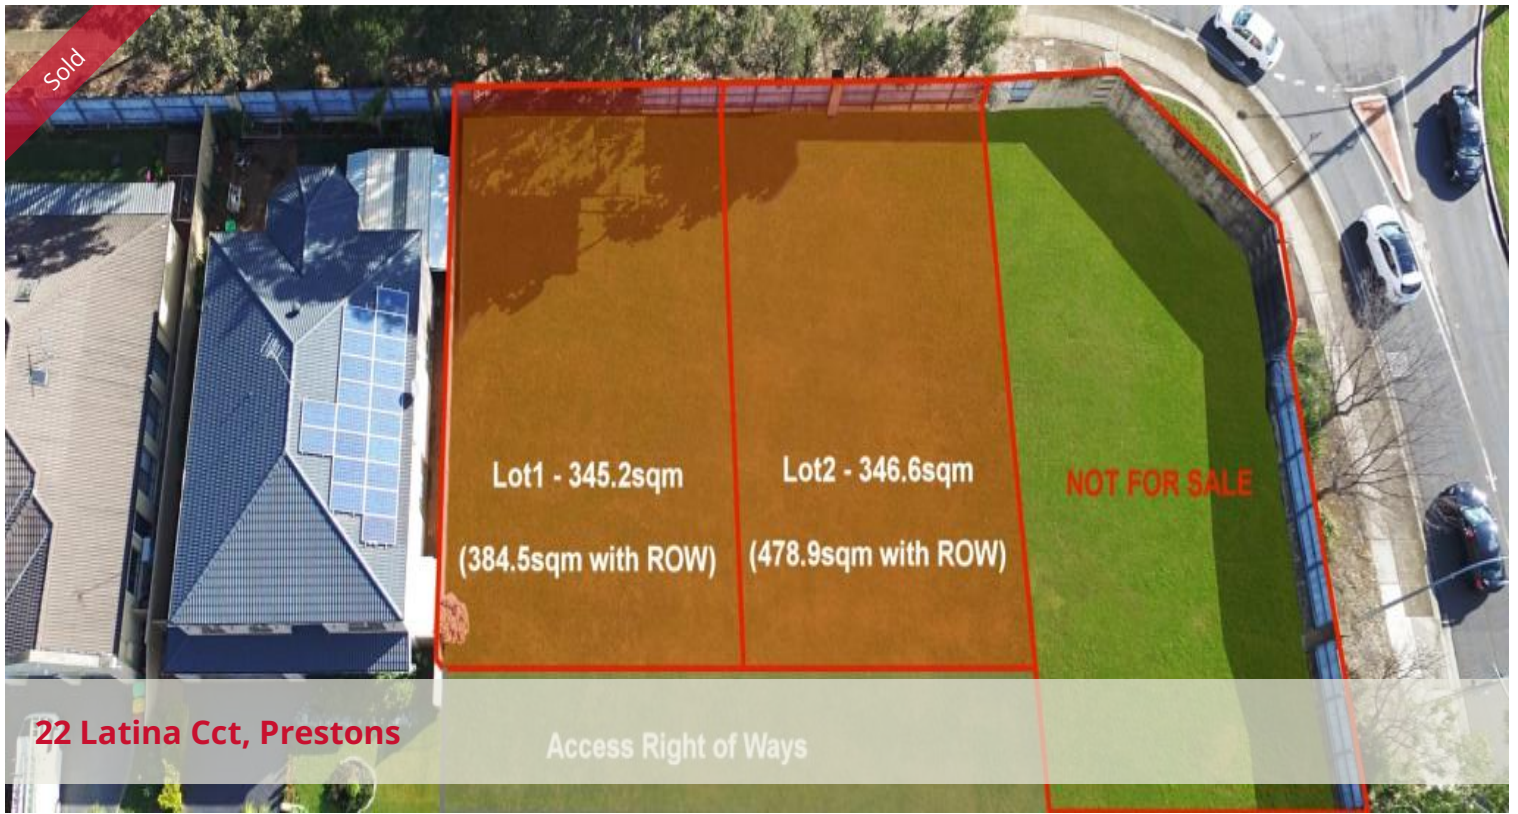 Sold
Lot1 - 345.2sqm
(384.5sqm with ROW)
Lot2 - 346.6sqm
(478.9sqm with ROW)
NOT FOR SALE
22 Latina Cct, Prestons
Access Right of Ways